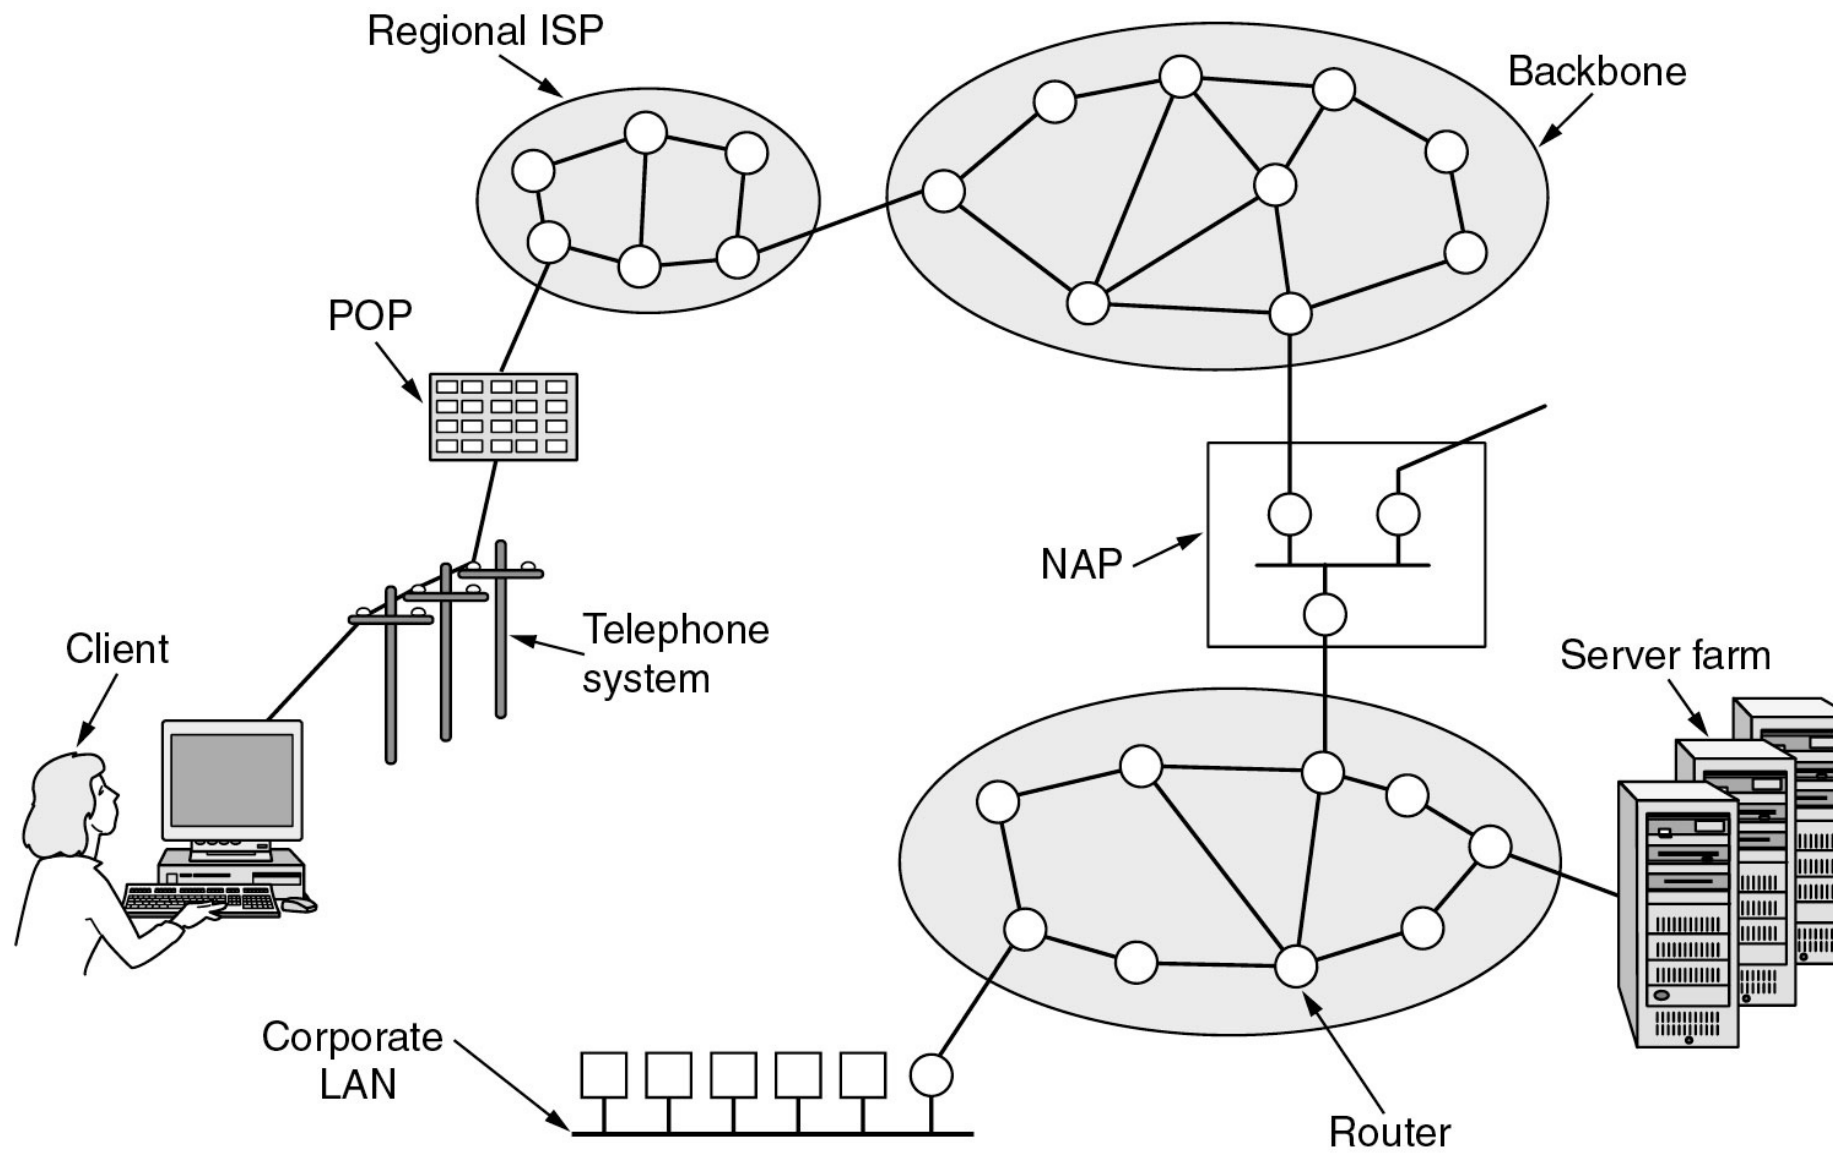 Regional ISP
Backbone
POP
NAP
Telephone
system
Client
Server farm
Corporate
LAN
Router